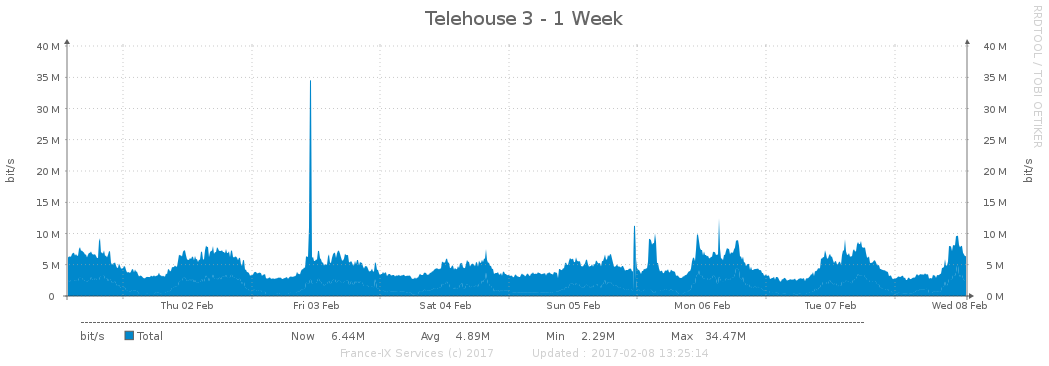 Telehouse 3 - 1 Week
RRDTOOL / TOBI OETIKER
bit/s
40 M 40 M
35 M 35 M
30 M 30 M
25 M 25 M
20 M 20 M
15 M 15 M
10 M 10 M
5 M 5 M
0 0 M
bit/s
Thu 02 Feb Fri 03 Feb Sat 04 Feb Sun 05 Feb Mon 06 Feb Tue 07 Feb Wed 08 Feb
bit/s Total Now 6.44M Avg 4.89M Min 2.29M Max 34.47M
France-IX Services (c) 2017 Updated : 2017-02-08 13:25:14